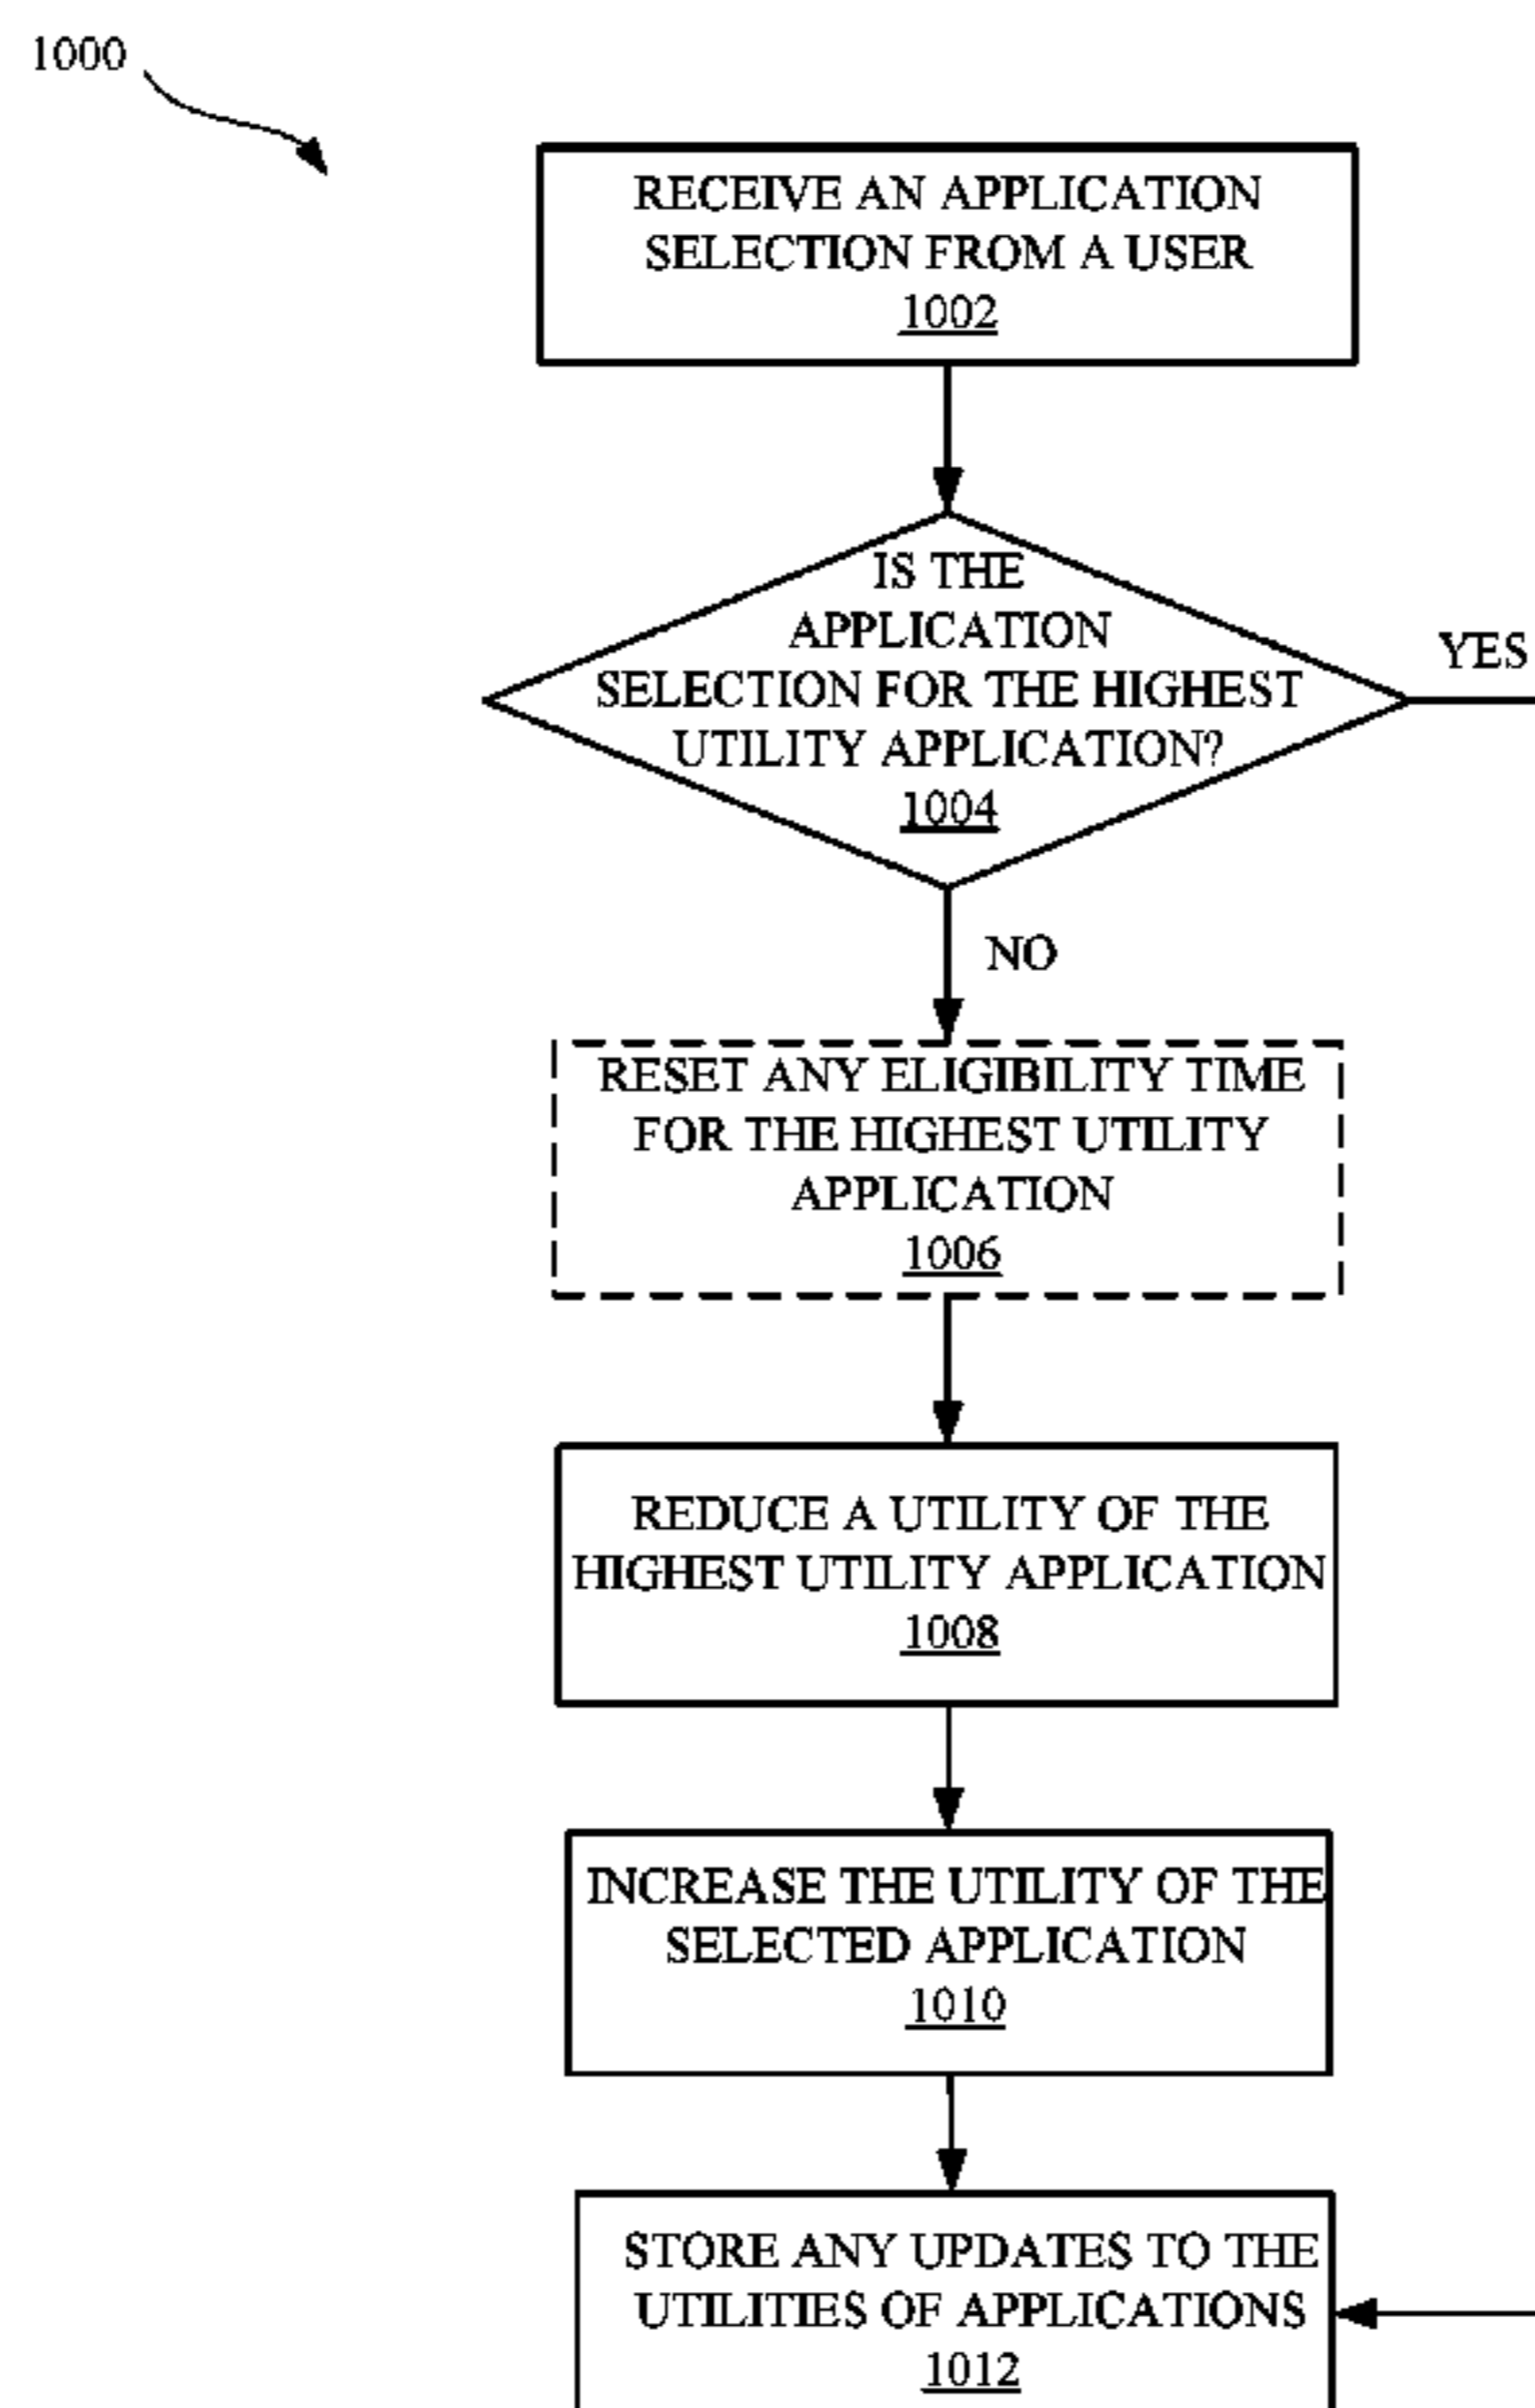 1000
RECEIVE AN APPLICATION
SELECTION FROM A USER
1002
IS THE
APPLICATION
SELECTION FOR THE HIGHEST
UTILITY APPLICATION?
1004
YES
NO
RESET ANY ELIGIBILITY TIME
FOR THE HIGHEST UTILITY
APPLICATION
1006
REDUCE A UTILITY OF THE
HIGHEST UTILITY APPLICATION
1008
INCREASE THE UTILITY OF THE
SELECTED APPLICATION
1010
STORE ANY UPDATES TO THE
UTILITIES OF APPLICATIONS
1012